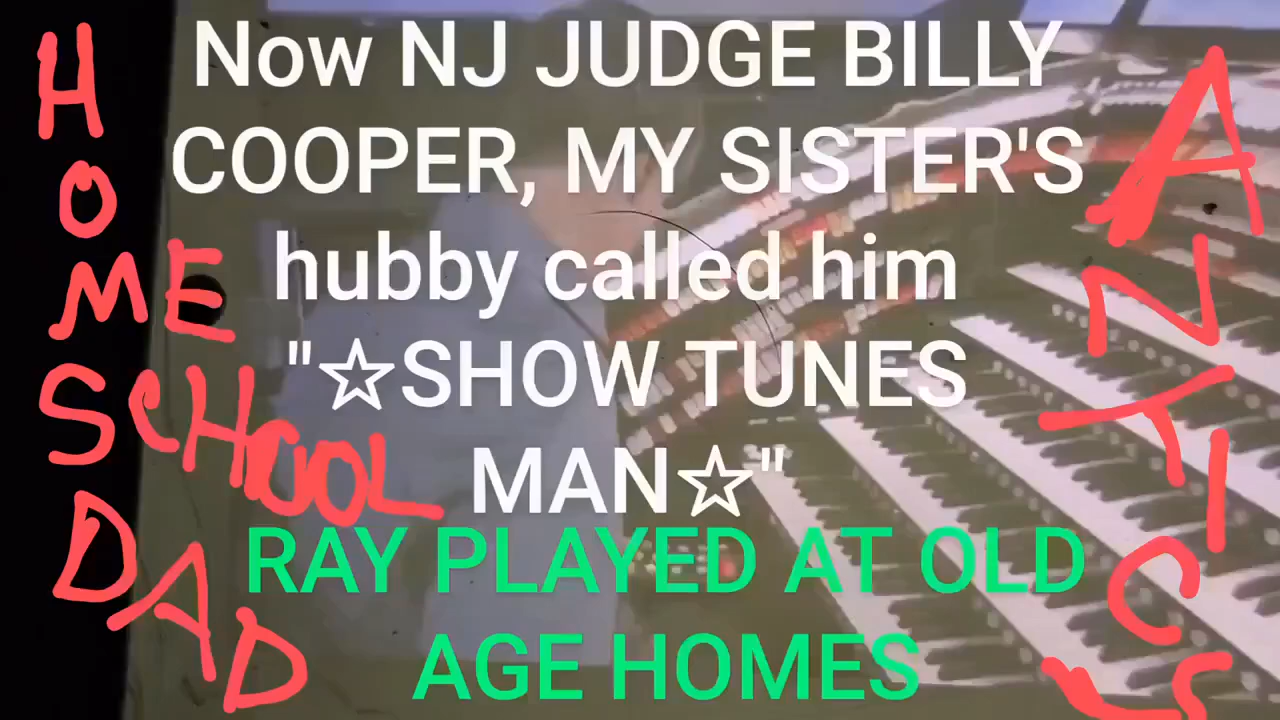 Now NJ JUDGE BILLY
COOPER, MY SISTER'S
hubby called him
"☆SHOW TUNES
MAN☆"
RAY PLAYED AT OLD
AGE HOMES
HOME
SCHOOL
DAD
ANTICS